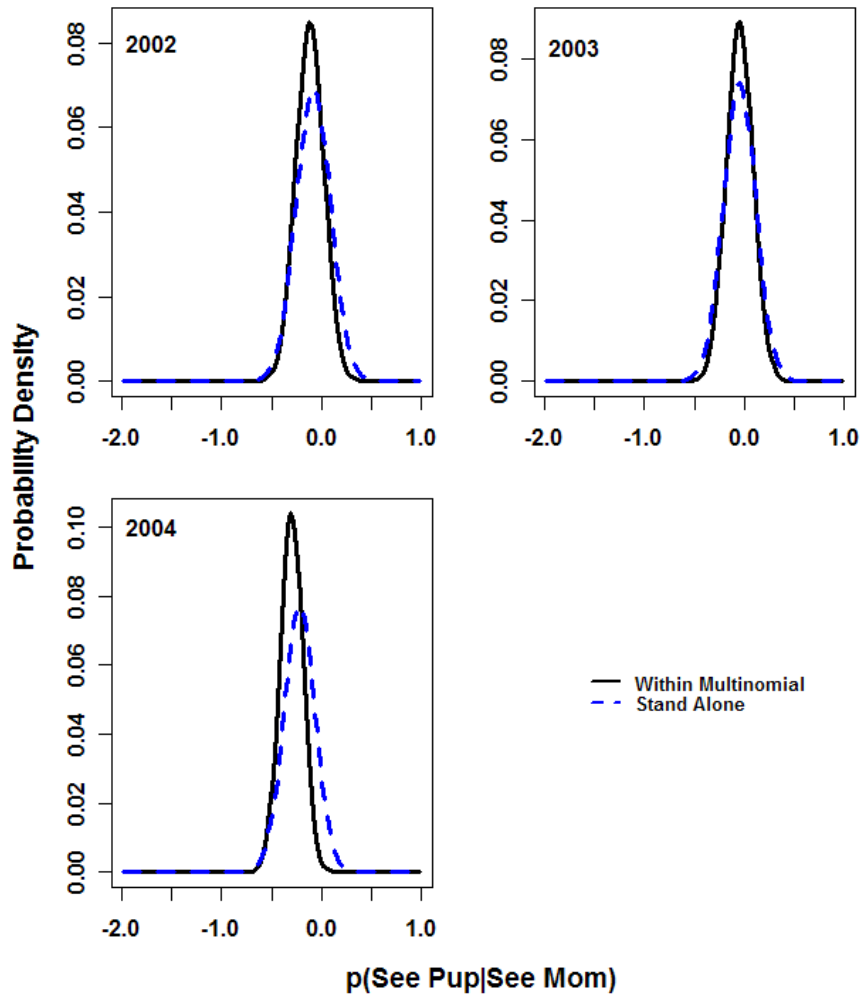 2002
0.08
0.06
0.04
0.02
0.00
-2.0 -1.0 0.0 1.0
2003
0.08
0.06
0.04
0.02
0.00
-2.0 -1.0 0.0 1.0
Probability Density
2004
0.10
0.08
0.06
0.04
0.02
0.00
-2.0 -1.0 0.0 1.0
Within Multinomial
Stand Alone
p(See Pup|See Mom)